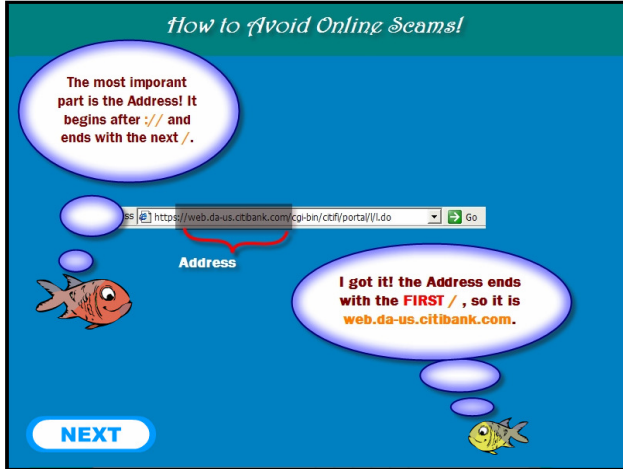 How to Avoid Online Scams!
The most imporant
part is the Address! It
begins after :// and
ends with the next /.
ss https://web.da-us.citibank.com/cgi-bin/citifi/portal/l/l.do Go
Address
I got it! the Address ends
with the FIRST / , so it is
web.da-us.citibank.com.
NEXT